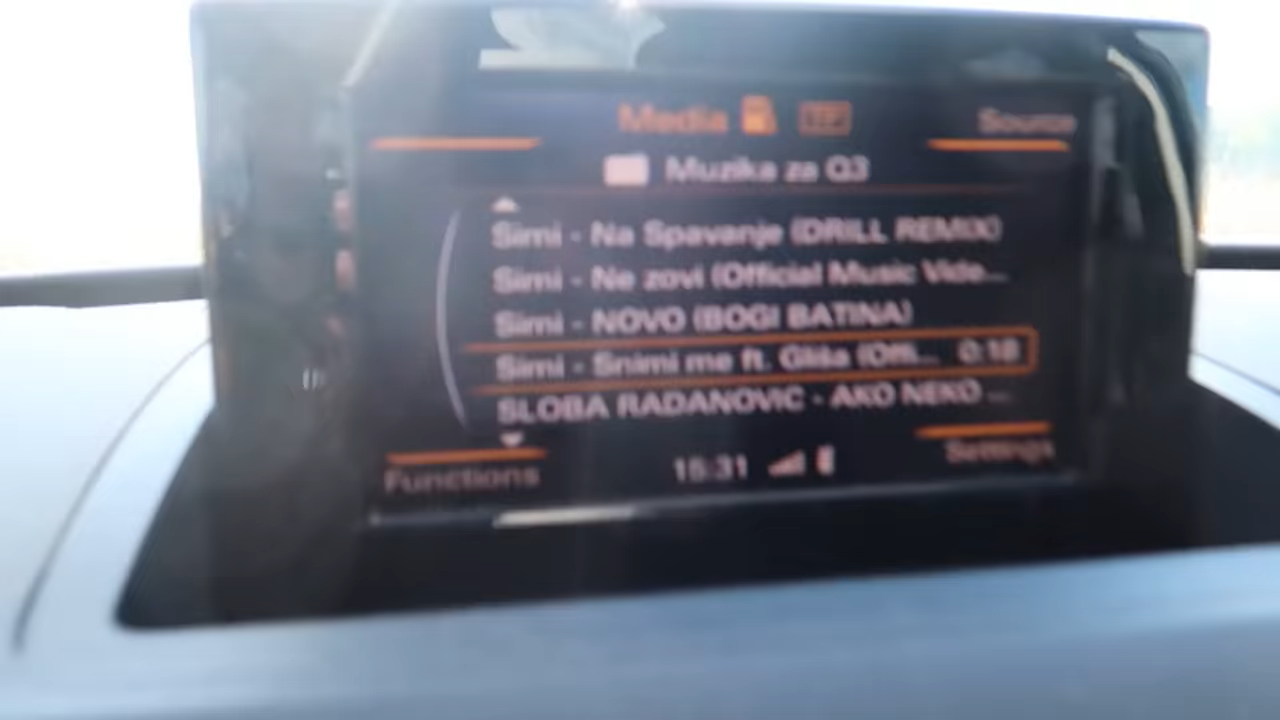 Media TP Source
Muzika za Q3
Simi - Na Spavanje (DRILL REMIX)
Simi - Ne zovi (Official Music Vide...
Simi - NOVO (BOGI BATINA)
Simi - Snimi me ft. Gliša (Offi... 0:18
SLOBA RADANOVIC - AKO NEKO ...
Functions 15:31 Settings